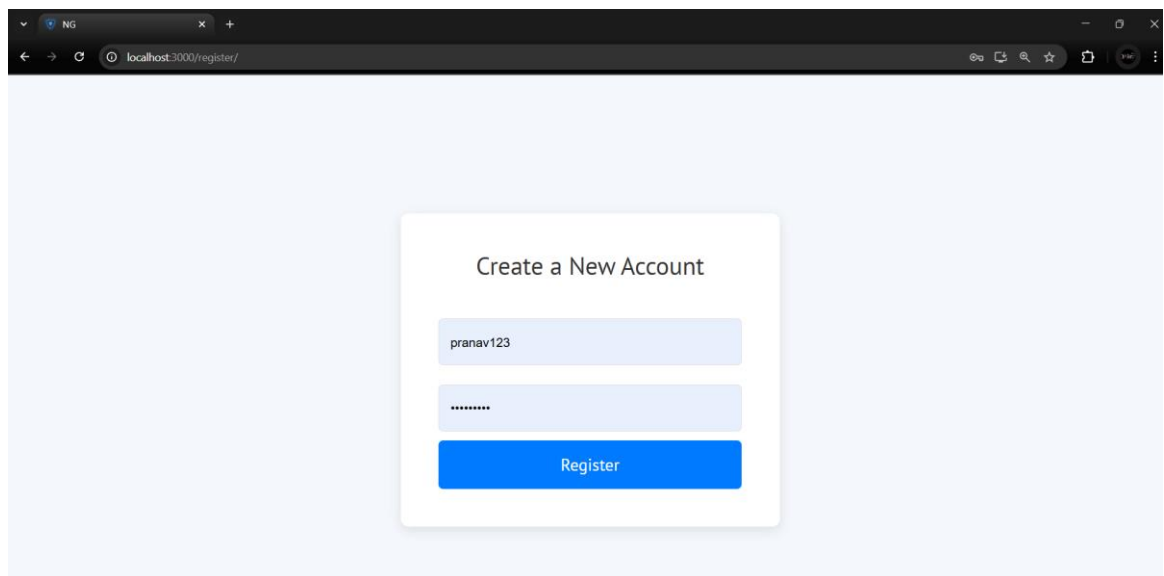 NG
localhost:3000/register/
Create a New Account
pranav123
•••••••••
Register